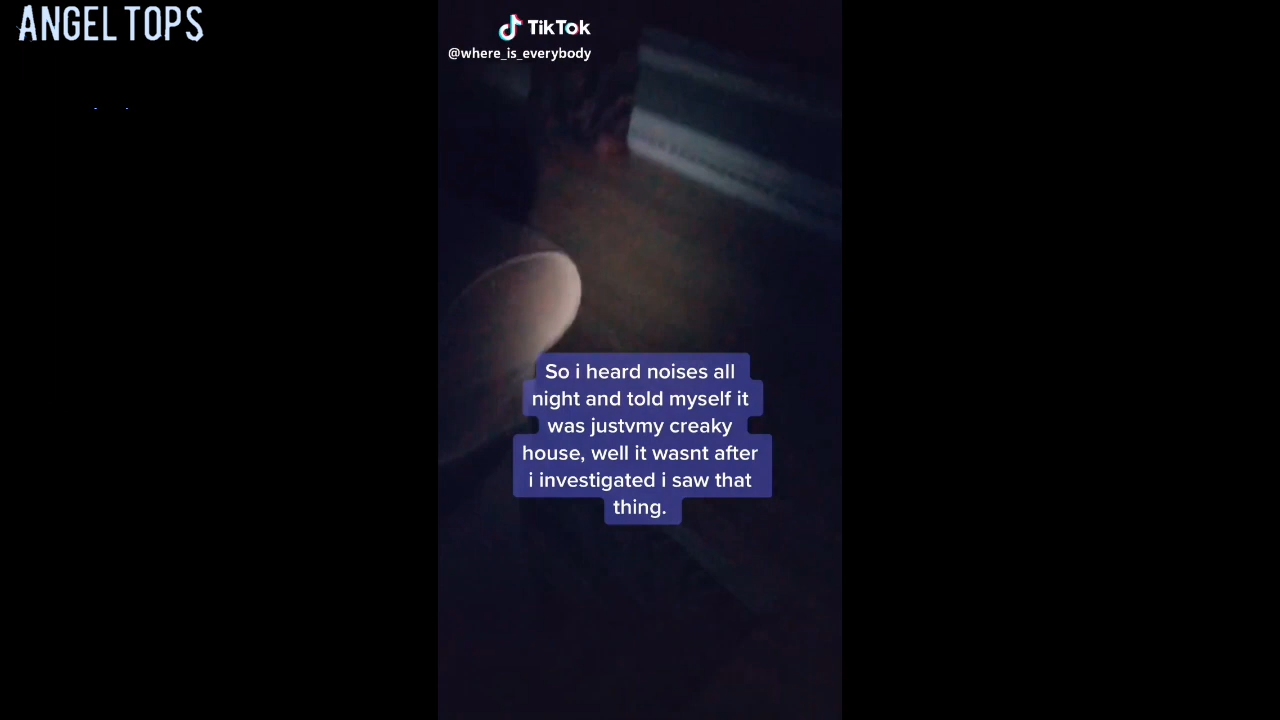 ANGEL TOPS
TikTok
@where_is_everybody
So i heard noises all
night and told myself it
was justvmy creaky
house, well it wasnt after
i investigated i saw that
thing.